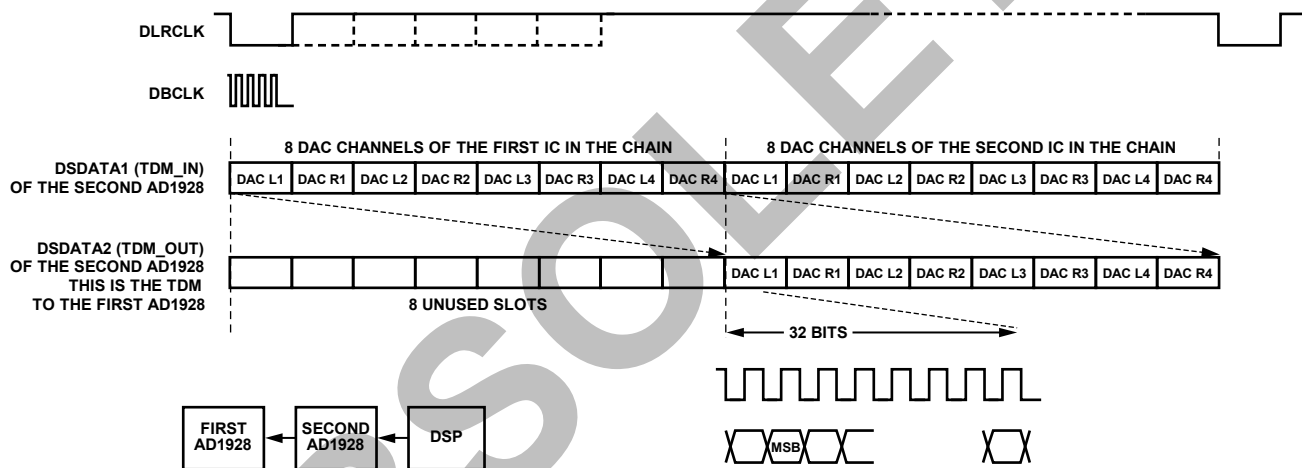 DLRCLK
DBCLK
8 DAC CHANNELS OF THE FIRST IC IN THE CHAIN
8 DAC CHANNELS OF THE SECOND IC IN THE CHAIN
DSDATA1 (TDM_IN)
OF THE SECOND AD1928
DAC L1 DAC R1 DAC L2 DAC R2 DAC L3 DAC R3 DAC L4 DAC R4 DAC L1 DAC R1 DAC L2 DAC R2 DAC L3 DAC R3 DAC L4 DAC R4
DSDATA2 (TDM_OUT)
OF THE SECOND AD1928
THIS IS THE TDM
TO THE FIRST AD1928
DAC L1 DAC R1 DAC L2 DAC R2 DAC L3 DAC R3 DAC L4 DAC R4
8 UNUSED SLOTS
32 BITS
FIRST
AD1928
SECOND
AD1928
DSP
MSB